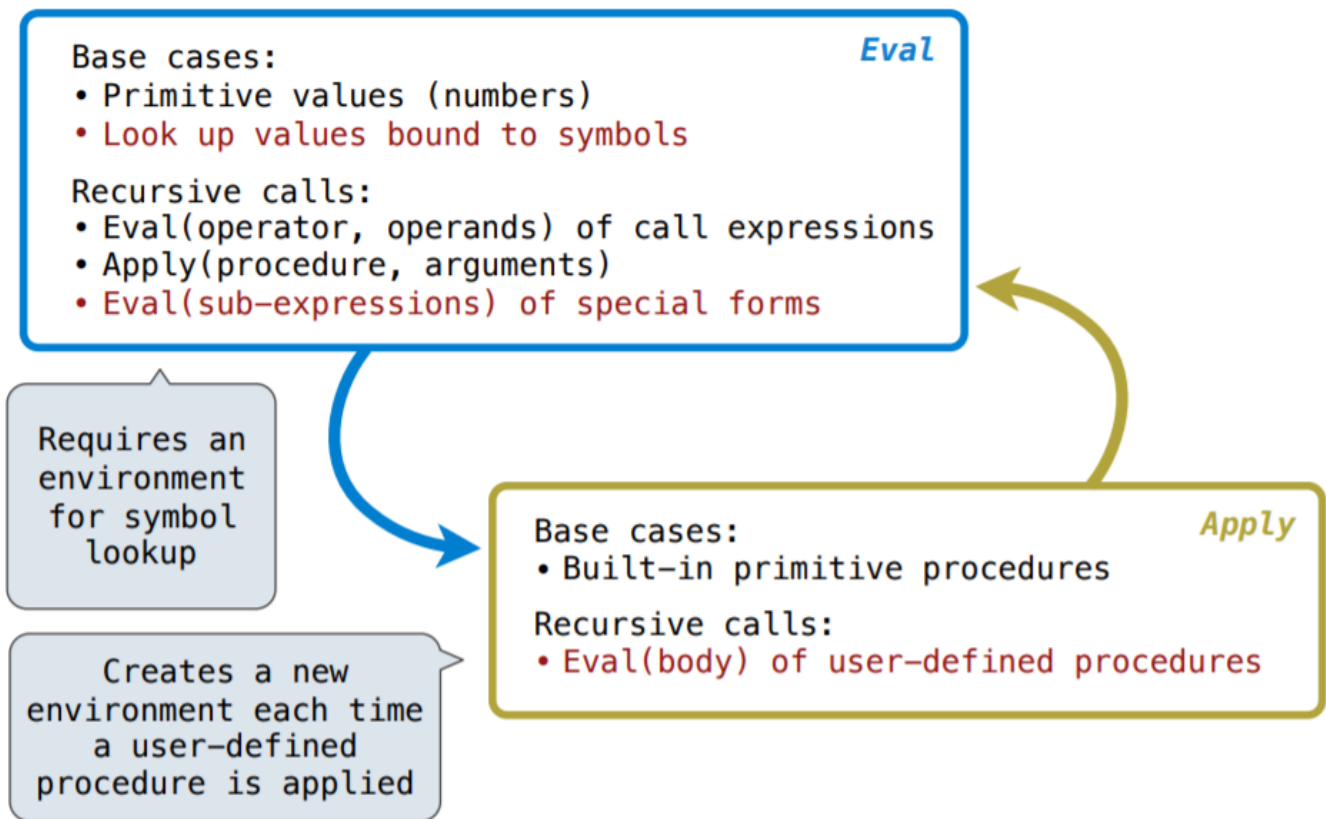 Eval
Base cases:
• Primitive values (numbers)
• Look up values bound to symbols
Recursive calls:
• Eval(operator, operands) of call expressions
• Apply(procedure, arguments)
• Eval(sub-expressions) of special forms
Requires an
environment
for symbol
lookup
Apply
Base cases:
• Built-in primitive procedures
Recursive calls:
• Eval(body) of user-defined procedures
Creates a new
environment each time
a user-defined
procedure is applied